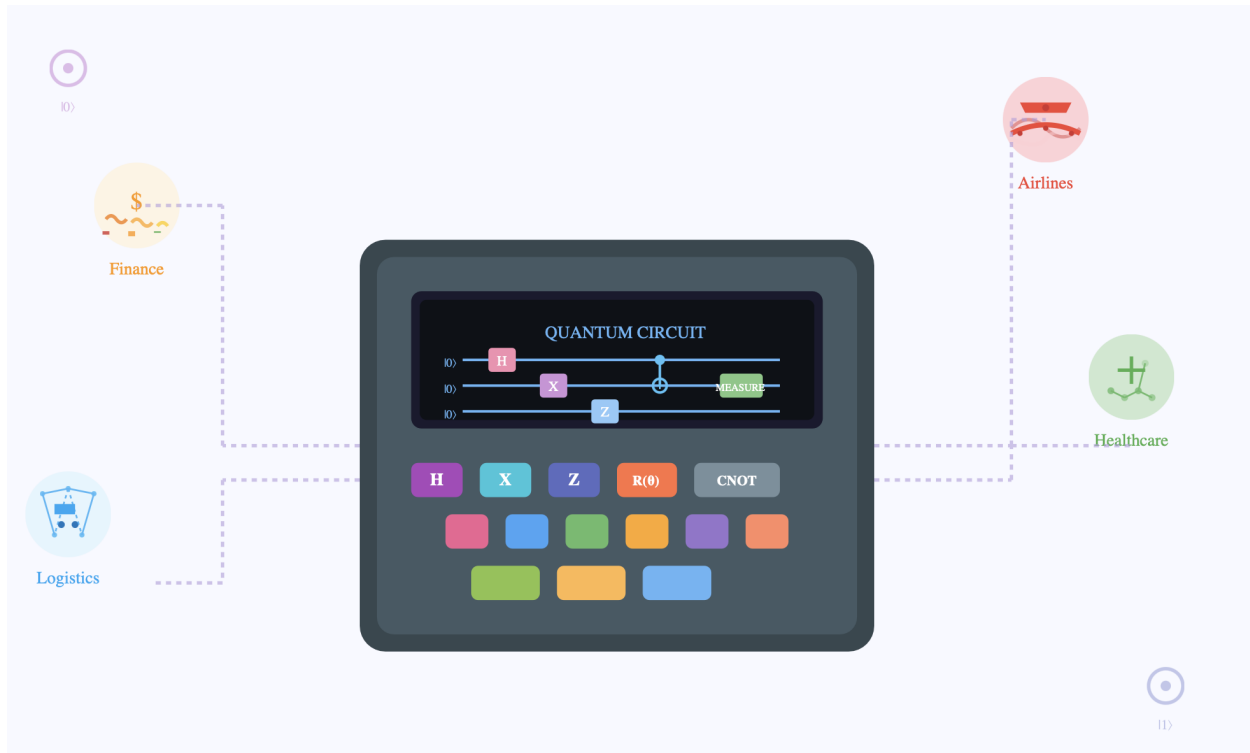 |0⟩
Airlines
$
Finance
QUANTUM CIRCUIT
|0⟩ H
|0⟩ X MEASURE
|0⟩ Z
Healthcare
H X Z R(θ) CNOT
Logistics
|1⟩